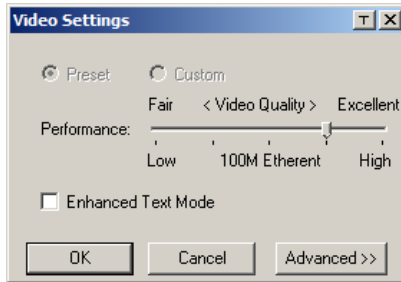 Video Settings T X
Preset Custom
Fair < Video Quality > Excellent
Performance:
Low 100M Etherent High
Enhanced Text Mode
OK Cancel Advanced >>